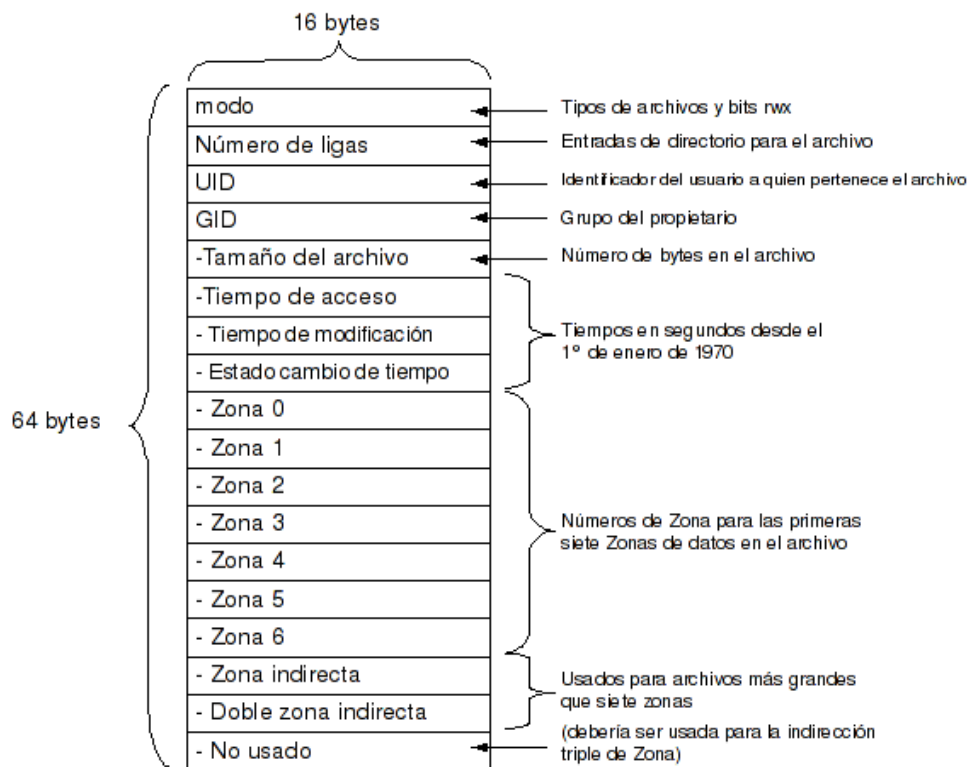 16 bytes
64 bytes
modo
Tipos de archivos y bits rwx
Número de ligas
Entradas de directorio para el archivo
UID
Identificador del usuario a quien pertenece el archivo
GID
Grupo del propietario
-Tamaño del archivo
Número de bytes en el archivo
-Tiempo de acceso
- Tiempo de modificación
- Estado cambio de tiempo
Tiempos en segundos desde el
1º de enero de 1970
- Zona 0
- Zona 1
- Zona 2
- Zona 3
- Zona 4
- Zona 5
- Zona 6
Números de Zona para las primeras
siete Zonas de datos en el archivo
- Zona indirecta
- Doble zona indirecta
Usados para archivos más grandes
que siete zonas
- No usado
(debería ser usada para la indirección
triple de Zona)